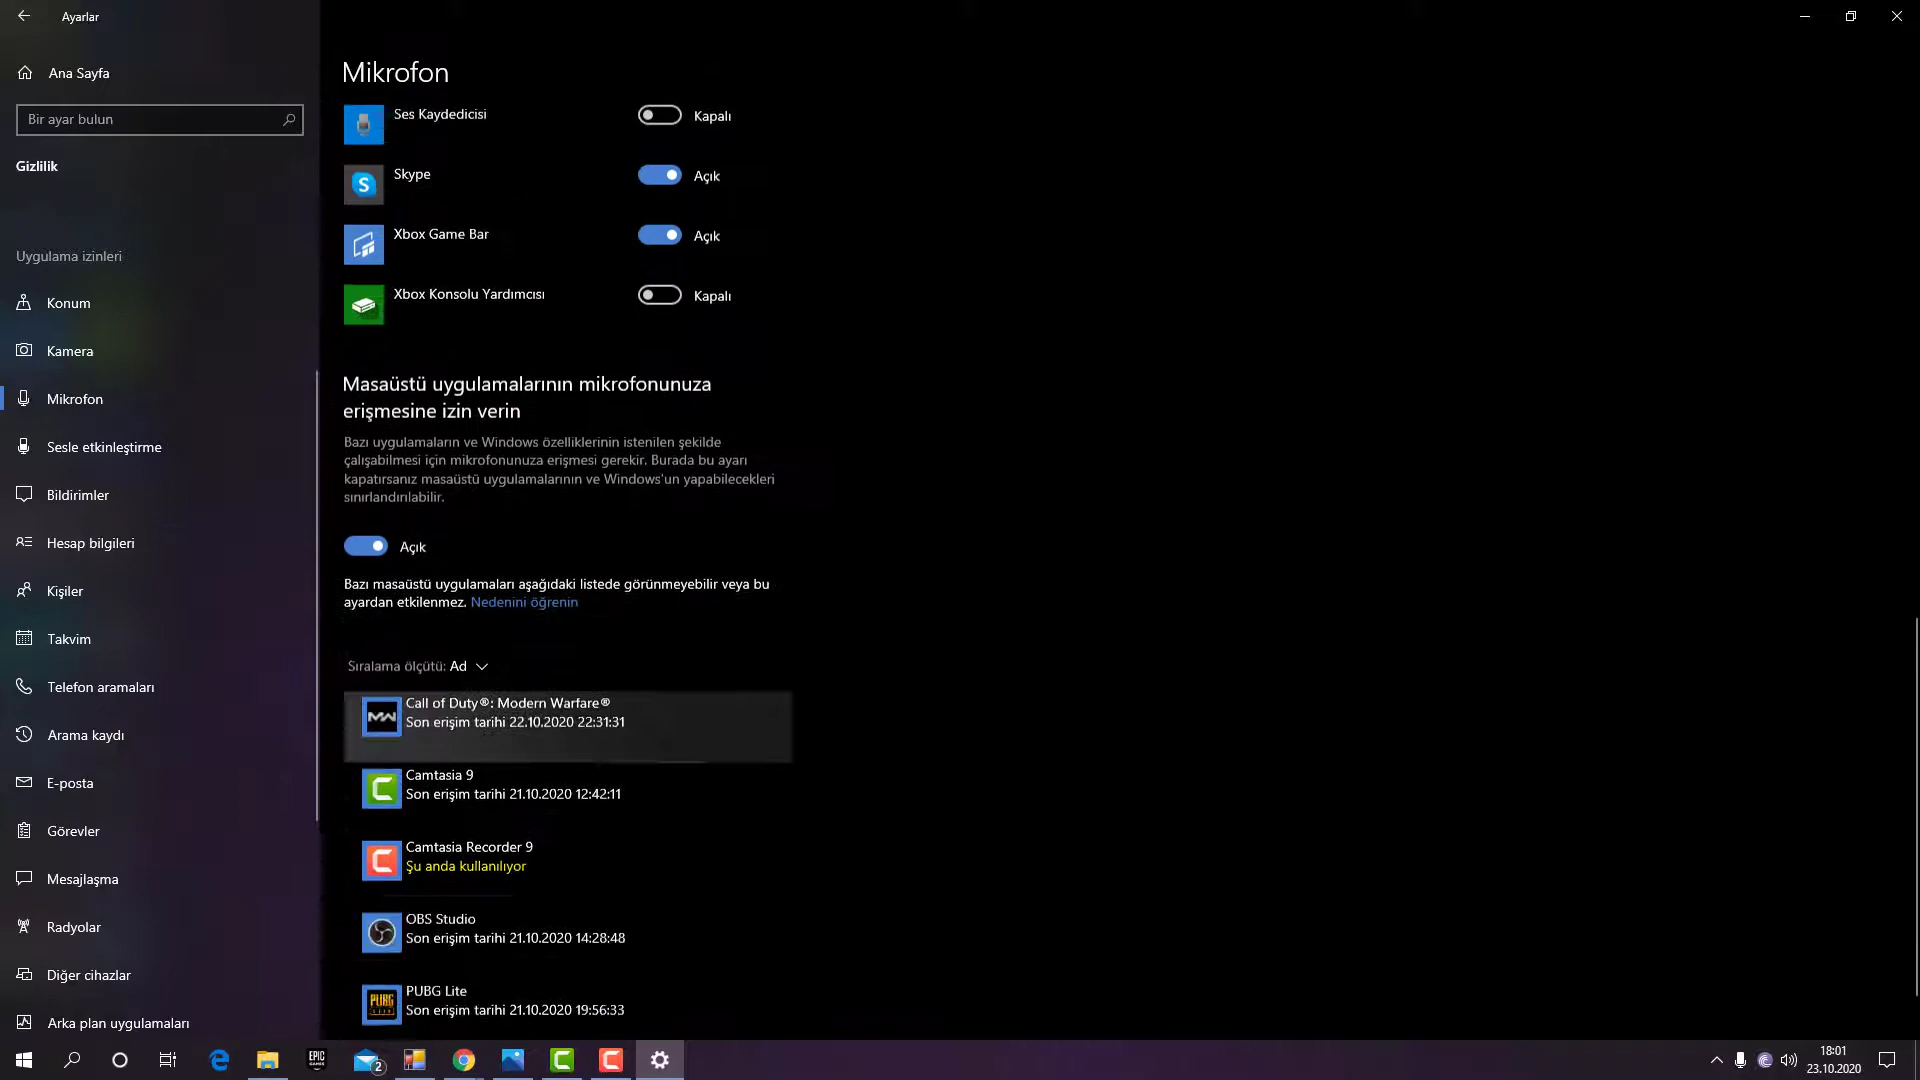 Ayarlar
Ana Sayfa
Bir ayar bulun
Gizlilik
Uygulama izinleri
Konum
Kamera
Mikrofon
Sesle etkinleştirme
Bildirimler
Hesap bilgileri
Kişiler
Takvim
Telefon aramaları
Arama kaydı
E-posta
Görevler
Mesajlaşma
Radyolar
Diğer cihazlar
Arka plan uygulamaları
Mikrofon
Ses Kaydedicisi
Kapalı
Skype
Açık
Xbox Game Bar
Açık
Xbox Konsolu Yardımcısı
Kapalı
Masaüstü uygulamalarının mikrofonunuza
erişmesine izin verin
Bazı uygulamaların ve Windows özelliklerinin istenilen şekilde
çalışabilmesi için mikrofonunuza erişmesi gerekir. Burada bu ayarı
kapatırsanız masaüstü uygulamalarının ve Windows'un yapabilecekleri
sınırlandırılabilir.
Açık
Bazı masaüstü uygulamaları aşağıdaki listede görünmeyebilir veya bu
ayardan etkilenmez. Nedenini öğrenin
Sıralama ölçütü: Ad
MW
Call of Duty®: Modern Warfare®
Son erişim tarihi 22.10.2020 22:31:31
Camtasia 9
Son erişim tarihi 21.10.2020 12:42:11
Camtasia Recorder 9
Şu anda kullanılıyor
OBS Studio
Son erişim tarihi 21.10.2020 14:28:48
PUBG
PUBG Lite
Son erişim tarihi 21.10.2020 19:56:33
EPIC
GAMES
2
18:01
23.10.2020